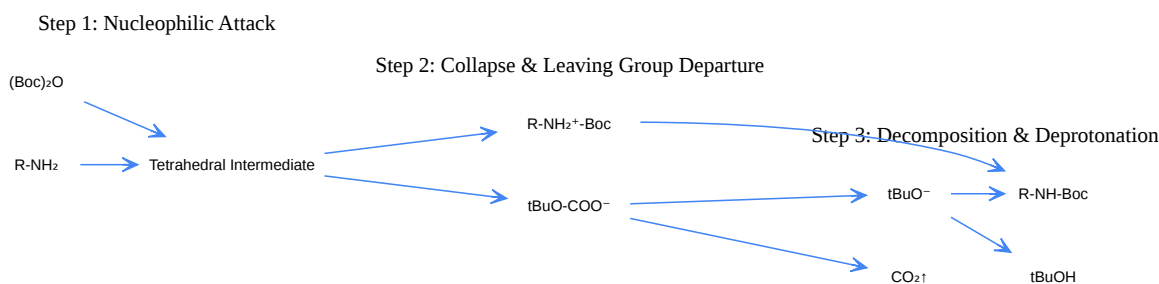 Step 1: Nucleophilic Attack
Step 2: Collapse & Leaving Group Departure
(Boc)₂O
R-NH₂⁺-Boc
Step 3: Decomposition & Deprotonation
R-NH₂
Tetrahedral Intermediate
tBuO-COO⁻
tBuO⁻
R-NH-Boc
CO₂↑
tBuOH